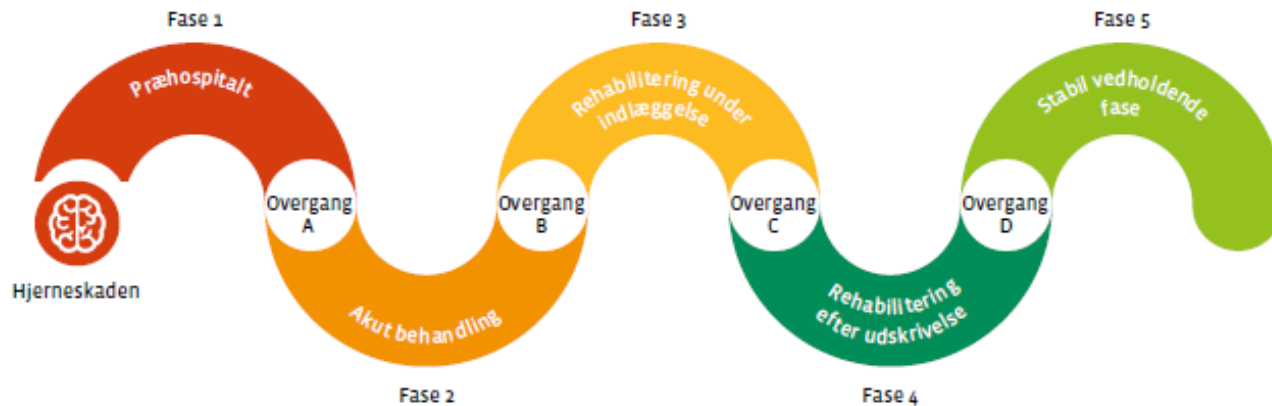 Fase 1
Fase 3
Fase 5
Præhospitalt
Rehabilitering under
indlæggelse
Stabil vedholdende
fase
Overgang
A
Overgang
B
Overgang
C
Overgang
D
Hjerneskaden
Akut behandling
Rehabilitering
efter udskrivelse
Fase 2
Fase 4